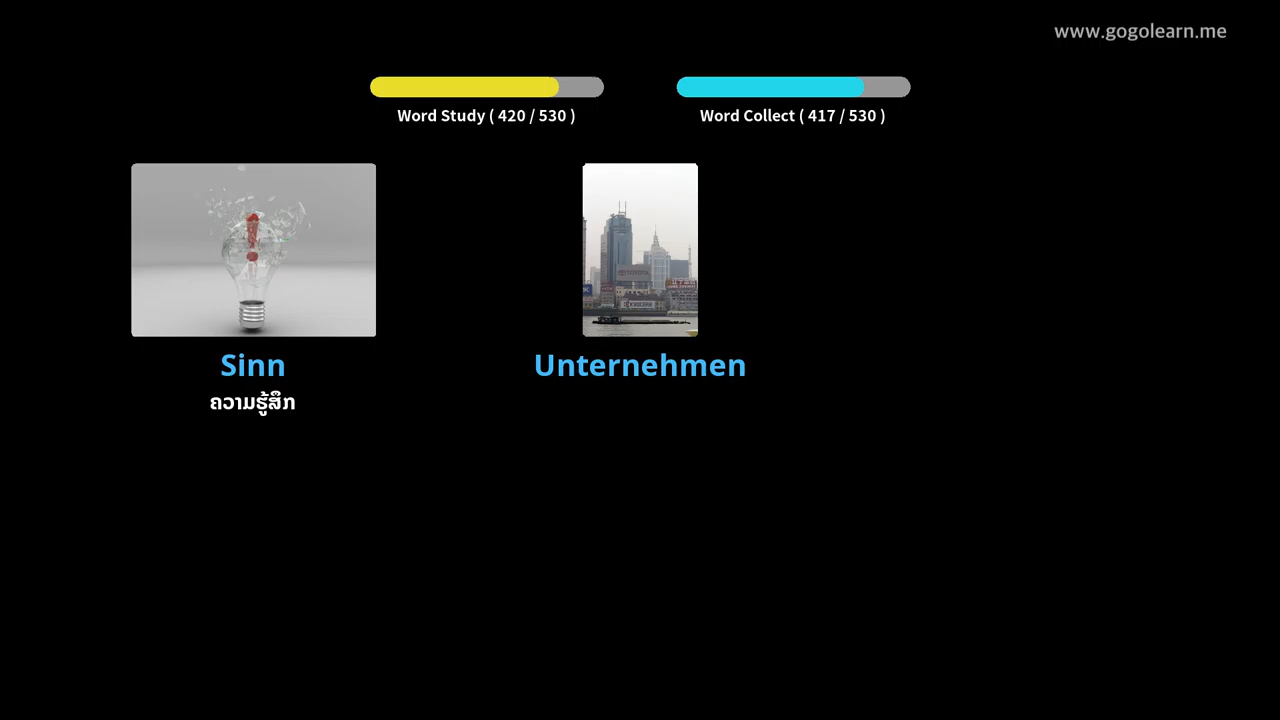 www.gogolearn.me
Word Study ( 420 / 530 )
Word Collect ( 417 / 530 )
TOYOTA
Sinn
Unternehmen
ຄວາມຮູ້ສຶກ